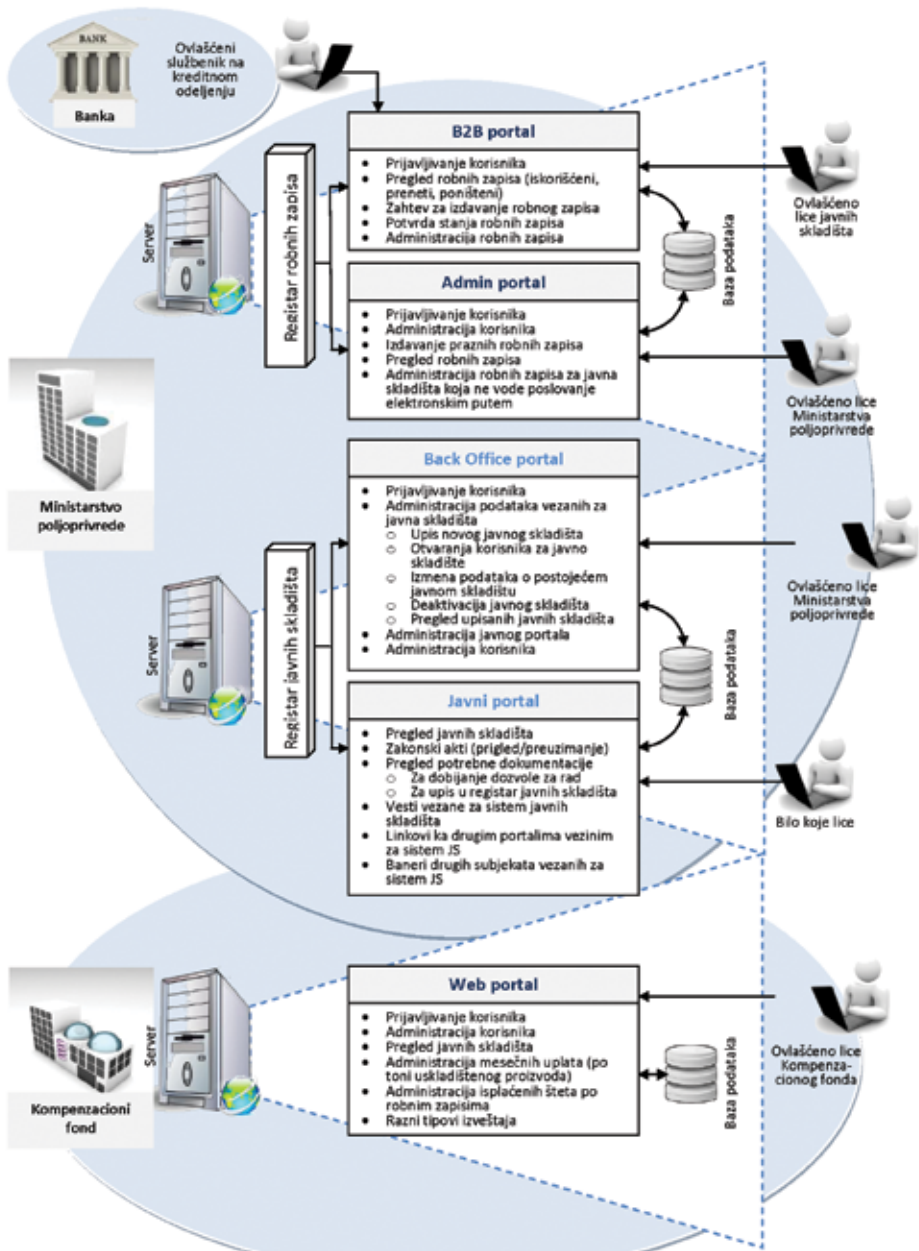 BANK
Banka
Ovlašćeni
službenik na
kreditnom
odeljenju
B2B portal
• Prijavljivanje korisnika
• Pregled robnih zapisa (iskorišćeni,
preneti, poništeni)
• Zahtev za izdavanje robnog zapisa
• Potvrda stanja robnih zapisa
• Administracija robnih zapisa
Server
Registar robnih zapisa
Baza podataka
Ovlašćeno
lice javnih
skladišta
Admin portal
• Prijavljivanje korisnika
• Administracija korisnika
• Izdavanje praznih robnih zapisa
• Pregled robnih zapisa
• Administracija robnih zapisa za javna
skladišta koja ne vode poslovanje
elektronskim putem
Ovlašćeno lice
Ministarstva
poljoprivrede
Ministarstvo
poljoprivrede
Back Office portal
• Prijavljivanje korisnika
• Administracija podataka vezanih za
javna skladišta
○ Upis novog javnog skladišta
○ Otvaranja korisnika za javno
skladište
○ Izmena podataka o postojećem
javnom skladištu
○ Deaktivacija javnog skladišta
○ Pregled upisanih javnih skladišta
• Administracija javnog portala
• Administracija korisnika
Server
Registar javnih skladišta
Baza podataka
Ovlašćeno lice
Ministarstva
poljoprivrede
Javni portal
• Pregled javnih skladišta
• Zakonski akti (prigled/preuzimanje)
• Pregled potrebne dokumentacije
○ Za dobijanje dozvole za rad
○ Za upis u registar javnih skladišta
• Vesti vezane za sistem javnih
skladišta
• Linkovi ka drugim portalima vezinim
za sistem JS
• Baneri drugih subjekata vezanih za
sistem JS
Bilo koje lice
Kompenzacioni
fond
Server
Web portal
• Prijavljivanje korisnika
• Administracija korisnika
• Pregled javnih skladišta
• Administracija mesečnih uplata (po
toni uskladištenog proizvoda)
• Administracija isplaćenih šteta po
robnim zapisima
• Razni tipovi izveštaja
Baza podataka
Ovlašćeno lice
Kompenza-
cionog fonda